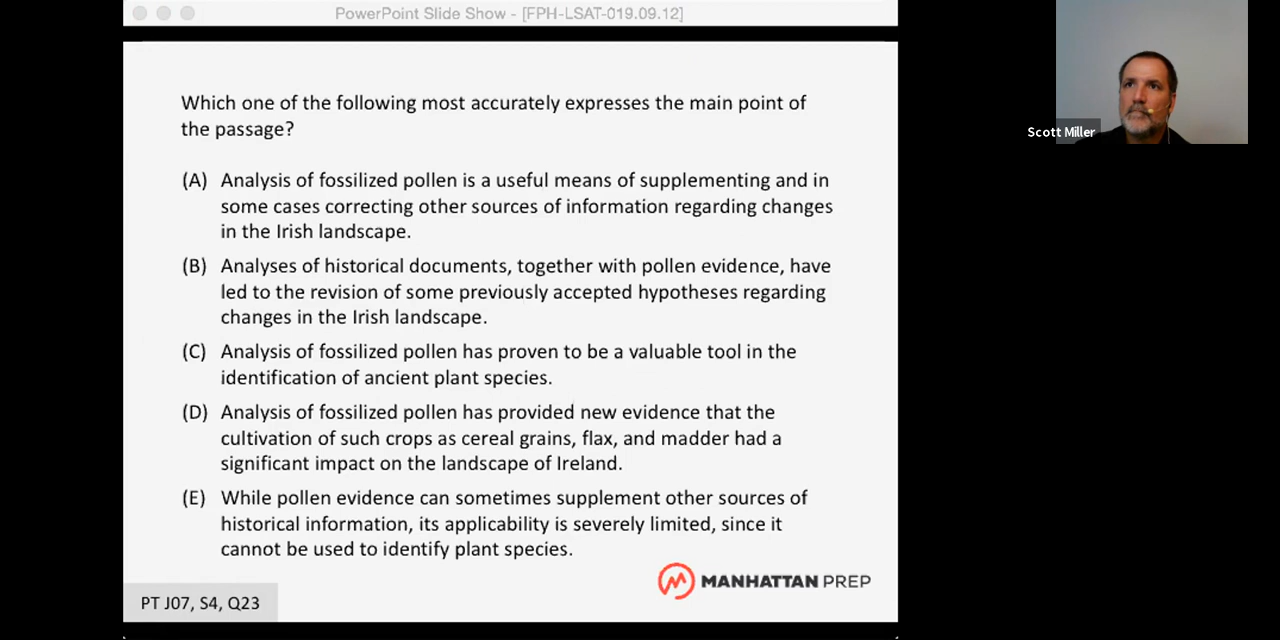 PowerPoint Slide Show - [FPH-LSAT-019.09.12]
Which one of the following most accurately expresses the main point of
the passage?
(A) Analysis of fossilized pollen is a useful means of supplementing and in
some cases correcting other sources of information regarding changes
in the Irish landscape.
(B) Analyses of historical documents, together with pollen evidence, have
led to the revision of some previously accepted hypotheses regarding
changes in the Irish landscape.
(C) Analysis of fossilized pollen has proven to be a valuable tool in the
identification of ancient plant species.
(D) Analysis of fossilized pollen has provided new evidence that the
cultivation of such crops as cereal grains, flax, and madder had a
significant impact on the landscape of Ireland.
(E) While pollen evidence can sometimes supplement other sources of
historical information, its applicability is severely limited, since it
cannot be used to identify plant species.
MANHATTAN PREP
PT J07, S4, Q23
Scott Miller